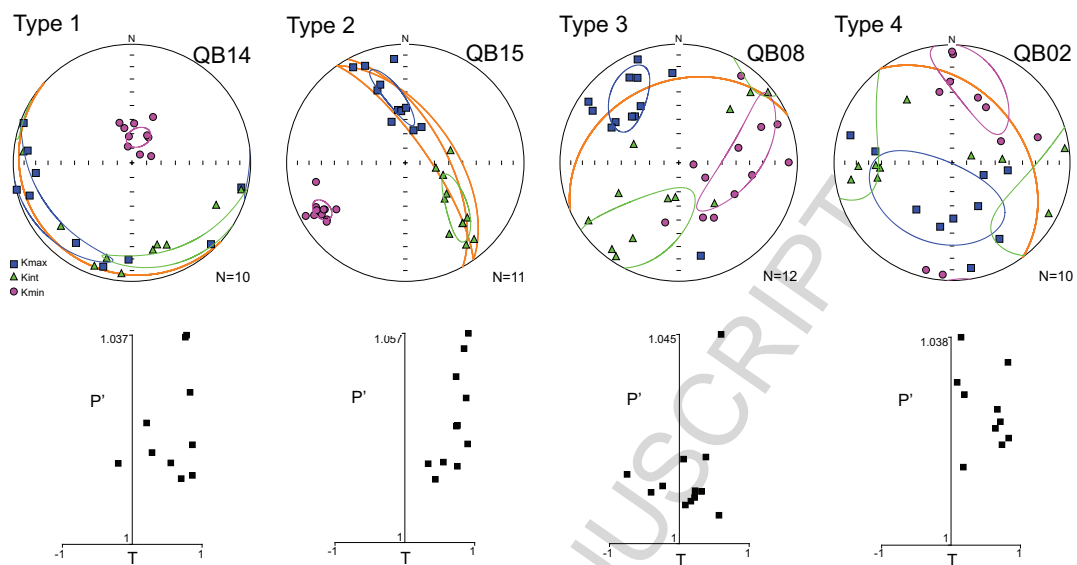 Type 1
QB14
N
Kmax
Kint
Kmin
N=10
Type 2
QB15
N
N=11
Type 3
QB08
N
N=12
Type 4
QB02
N
N=10
1.037
P'
1
-1
T
1
1.057
P'
1
-1
T
1
1.045
P'
1
-1
T
1
1.038
P'
1
-1
T
1
USCRIPT